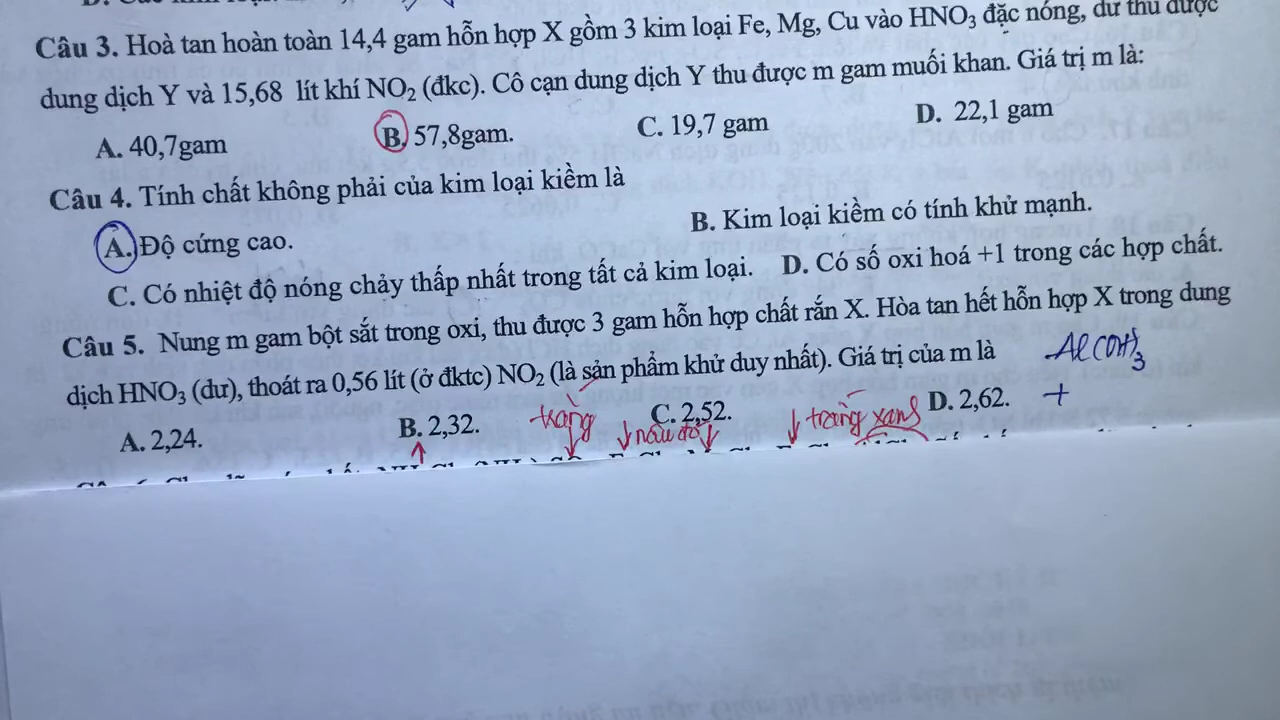 Câu 3. Hoà tan hoàn toàn 14,4 gam hỗn hợp X gồm 3 kim loại Fe, Mg, Cu vào HNO₃ đặc nóng, dư thu được
dung dịch Y và 15,68 lít khí NO₂ (đkc). Cô cạn dung dịch Y thu được m gam muối khan. Giá trị m là:
A. 40,7gam B. 57,8gam. C. 19,7 gam D. 22,1 gam
Câu 4. Tính chất không phải của kim loại kiềm là
A. Độ cứng cao. B. Kim loại kiềm có tính khử mạnh.
C. Có nhiệt độ nóng chảy thấp nhất trong tất cả kim loại. D. Có số oxi hoá +1 trong các hợp chất.
Câu 5. Nung m gam bột sắt trong oxi, thu được 3 gam hỗn hợp chất rắn X. Hòa tan hết hỗn hợp X trong dung
dịch HNO₃ (dư), thoát ra 0,56 lít (ở đktc) NO₂ (là sản phẩm khử duy nhất). Giá trị của m là Al(OH)₃
A. 2,24. B. 2,32. C. 2,52. D. 2,62. +
↑ trắng ↓ ↓ nâu đỏ ↓ ↓ trắng xanh